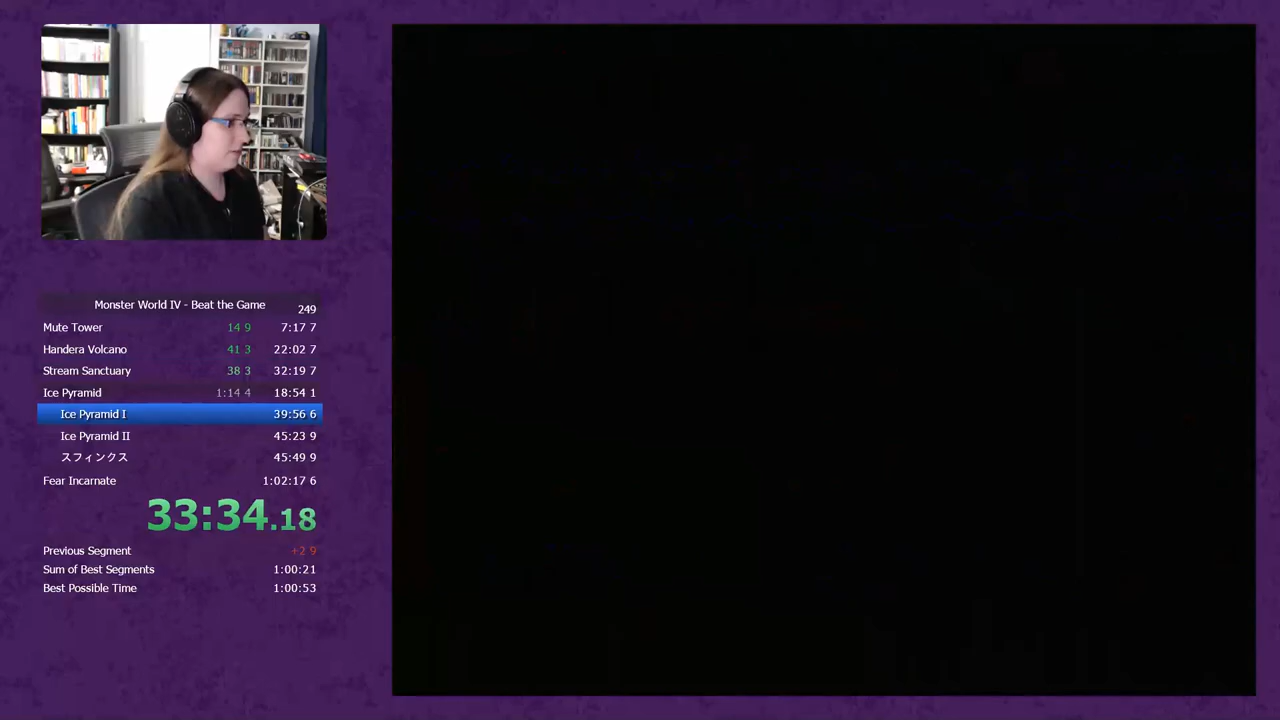 Monster World IV - Beat the Game 249
Mute Tower 14 9 7:17 7
Handera Volcano 41 3 22:02 7
Stream Sanctuary 38 3 32:19 7
Ice Pyramid 1:14 4 18:54 1
Ice Pyramid I 39:56 6
Ice Pyramid II 45:23 9
スフィンクス 45:49 9
Fear Incarnate 1:02:17 6
33:34.18
Previous Segment +2 9
Sum of Best Segments 1:00:21
Best Possible Time 1:00:53